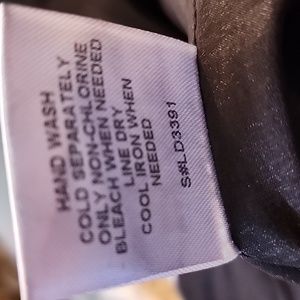 HAND WASH
COLD SEPARATELY
ONLY NON-CHLORINE
BLEACH WHEN NEEDED
LINE DRY
COOL IRON WHEN
NEEDED
S#LD3391